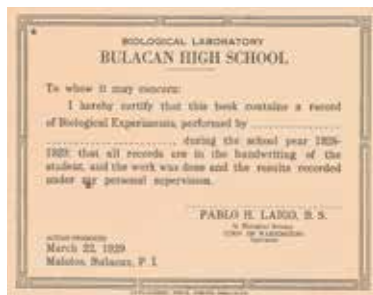 BIOLOGICAL LABORATORY
BULACAN HIGH SCHOOL
To whom it may concern:
I hereby certify that this book contains a record
of Biological Experiments, performed by
, during the school year 1928-
1929; that all records are in the handwriting of the
student, and the work was done and the results recorded
under my personal supervision.
PABLO H. LAIGO, B. S.
March 22, 1929
Malolos, Bulacan, P. I.